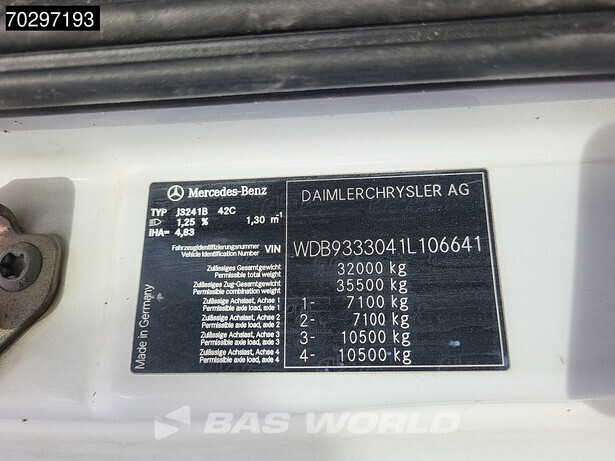 70297193
Mercedes-Benz
DAIMLERCHRYSLER AG
TYP JS241B 42C
1,25 % 1,30 m⁻¹
IHA= 4,83
Fahrzeugidentifizierungsnummer
Vehicle Identification Number VIN WDB9333041L106641
Zulässiges Gesamtgewicht
Permissible total weight 32000 kg
Zulässiges Zug-Gesamtgewicht
Permissible combination weight 35500 kg
Zulässige Achslast, Achse 1
Permissible axle load, axle 1 1- 7100 kg
Zulässige Achslast, Achse 2
Permissible axle load, axle 2 2- 7100 kg
Zulässige Achslast, Achse 3
Permissible axle load, axle 3 3- 10500 kg
Zulässige Achslast, Achse 4
Permissible axle load, axle 4 4- 10500 kg
Made in Germany
BAS WORLD